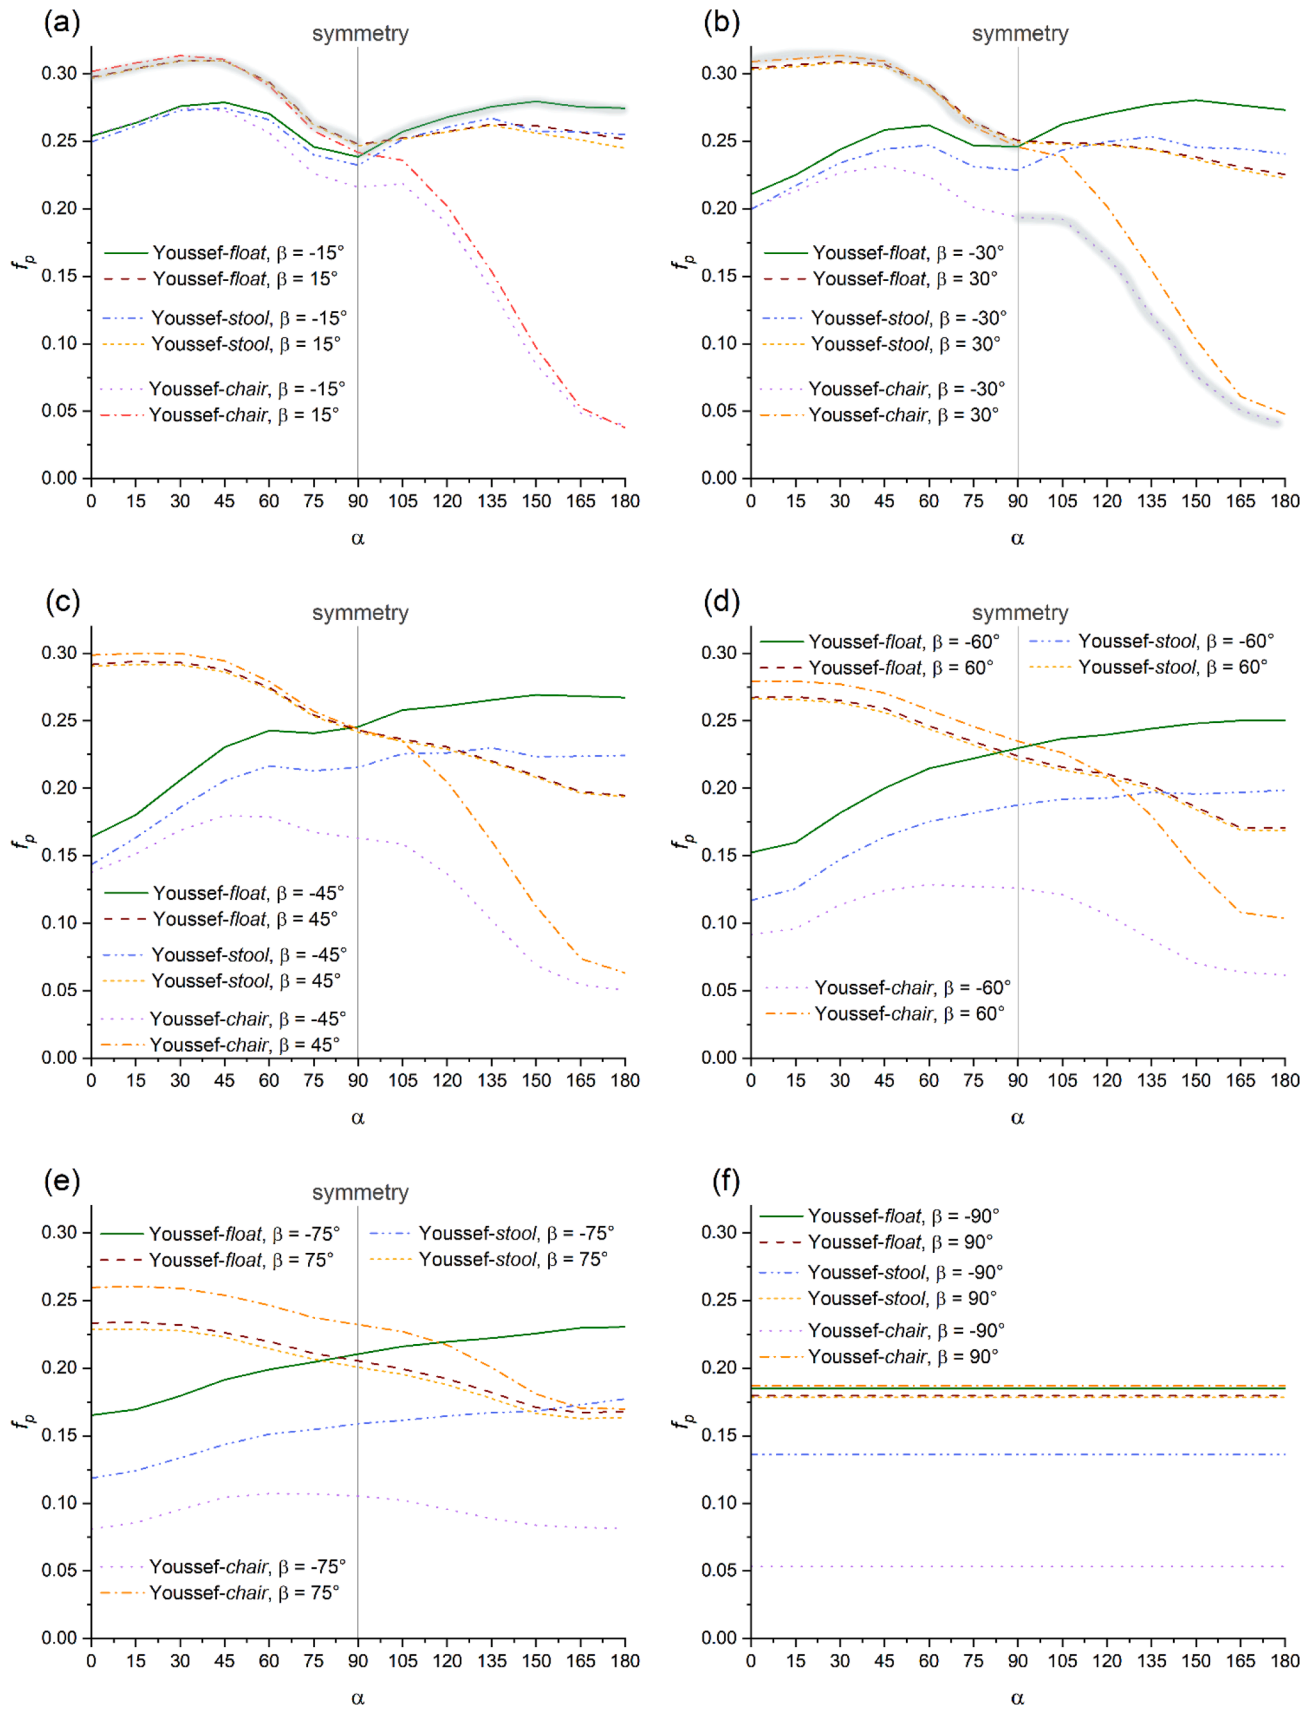 (a)
symmetry
0.30
0.25
0.20
0.15
0.10
0.05
0.00
f_p
Youssef-float, β = -15°
Youssef-float, β = 15°
Youssef-stool, β = -15°
Youssef-stool, β = 15°
Youssef-chair, β = -15°
Youssef-chair, β = 15°
0 15 30 45 60 75 90 105 120 135 150 165 180
α
(b)
symmetry
0.30
0.25
0.20
0.15
0.10
0.05
0.00
f_p
Youssef-float, β = -30°
Youssef-float, β = 30°
Youssef-stool, β = -30°
Youssef-stool, β = 30°
Youssef-chair, β = -30°
Youssef-chair, β = 30°
0 15 30 45 60 75 90 105 120 135 150 165 180
α
(c)
symmetry
0.30
0.25
0.20
0.15
0.10
0.05
0.00
f_p
Youssef-float, β = -45°
Youssef-float, β = 45°
Youssef-stool, β = -45°
Youssef-stool, β = 45°
Youssef-chair, β = -45°
Youssef-chair, β = 45°
0 15 30 45 60 75 90 105 120 135 150 165 180
α
(d)
symmetry
0.30
0.25
0.20
0.15
0.10
0.05
0.00
f_p
Youssef-float, β = -60°
Youssef-float, β = 60°
Youssef-stool, β = -60°
Youssef-stool, β = 60°
Youssef-chair, β = -60°
Youssef-chair, β = 60°
0 15 30 45 60 75 90 105 120 135 150 165 180
α
(e)
symmetry
0.30
0.25
0.20
0.15
0.10
0.05
0.00
f_p
Youssef-float, β = -75°
Youssef-float, β = 75°
Youssef-stool, β = -75°
Youssef-stool, β = 75°
Youssef-chair, β = -75°
Youssef-chair, β = 75°
0 15 30 45 60 75 90 105 120 135 150 165 180
α
(f)
0.30
0.25
0.20
0.15
0.10
0.05
0.00
f_p
Youssef-float, β = -90°
Youssef-float, β = 90°
Youssef-stool, β = -90°
Youssef-stool, β = 90°
Youssef-chair, β = -90°
Youssef-chair, β = 90°
0 15 30 45 60 75 90 105 120 135 150 165 180
α